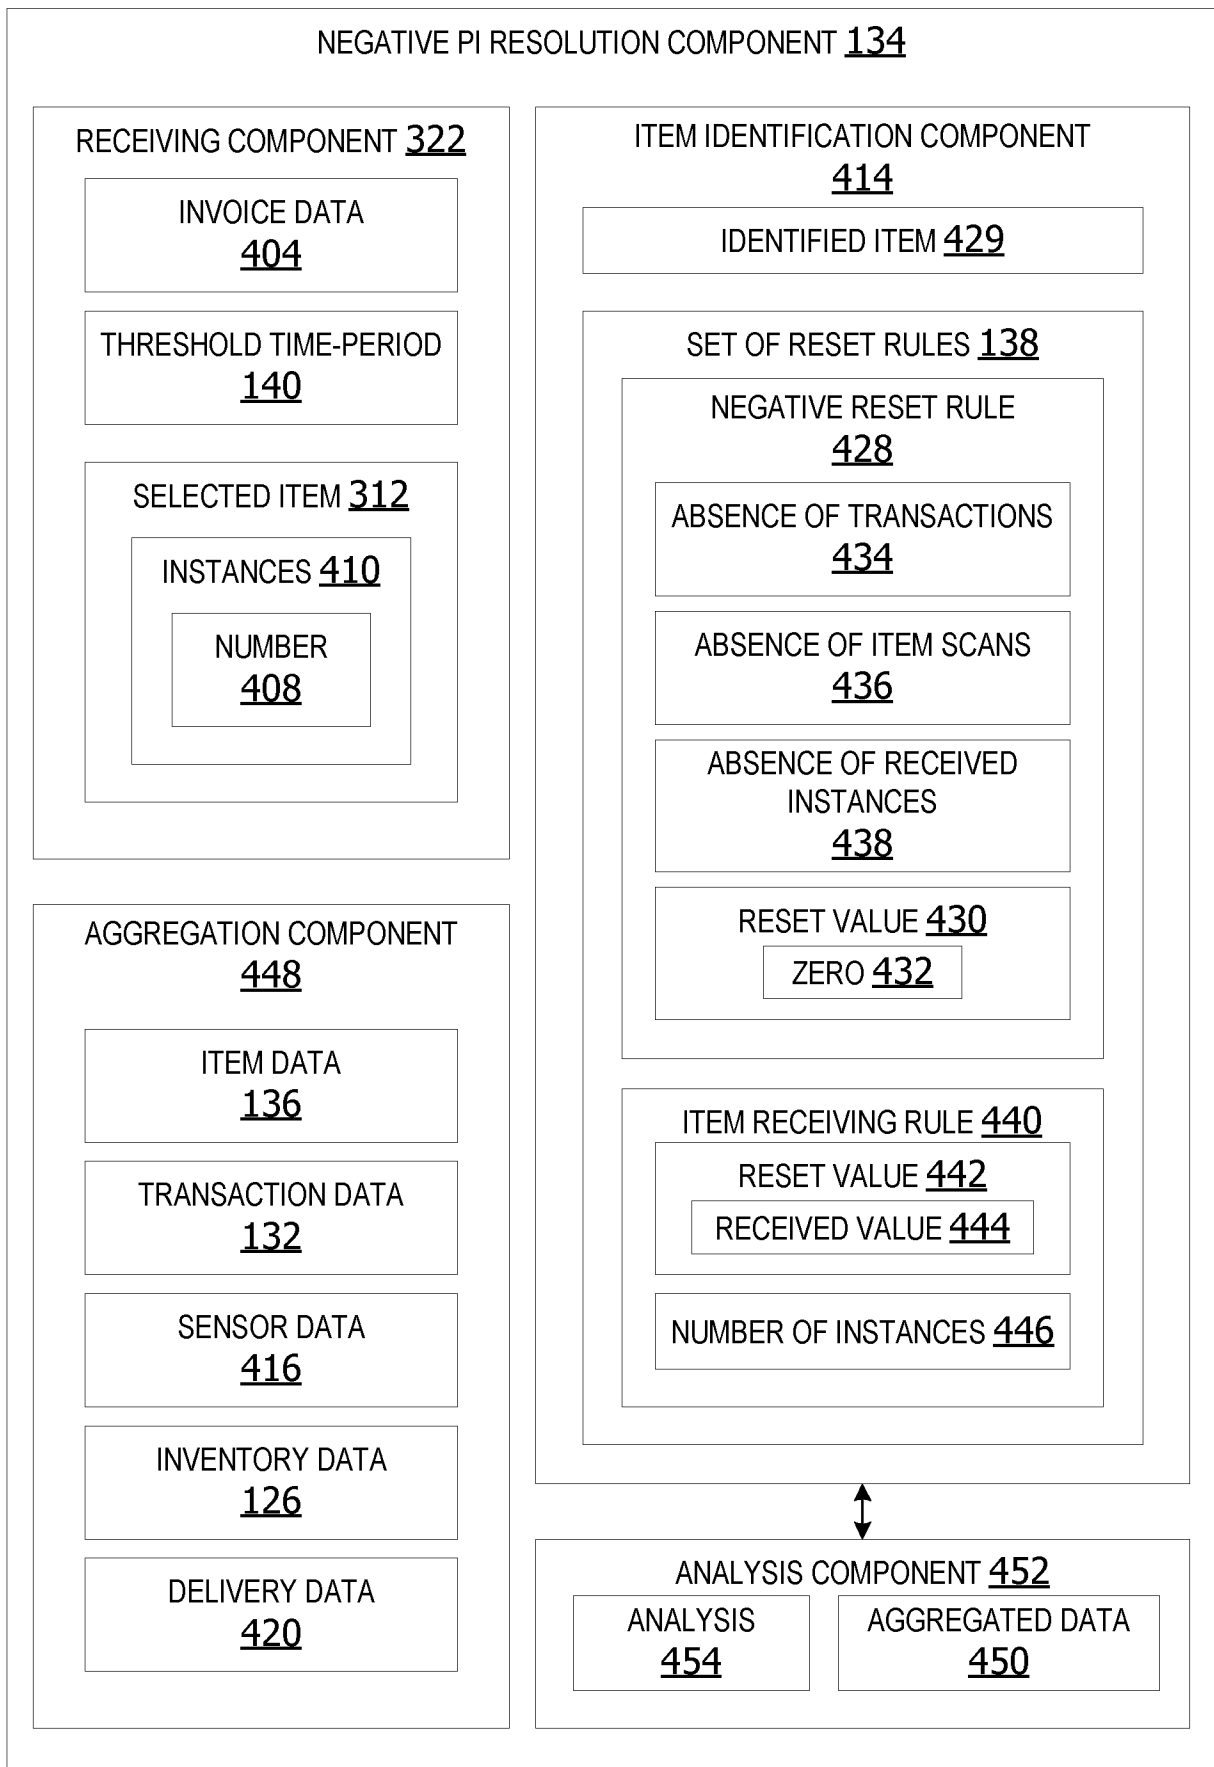 NEGATIVE PI RESOLUTION COMPONENT 134
RECEIVING COMPONENT 322
INVOICE DATA
404
THRESHOLD TIME-PERIOD
140
SELECTED ITEM 312
INSTANCES 410
NUMBER
408
AGGREGATION COMPONENT
448
ITEM DATA
136
TRANSACTION DATA
132
SENSOR DATA
416
INVENTORY DATA
126
DELIVERY DATA
420
ITEM IDENTIFICATION COMPONENT
414
IDENTIFIED ITEM 429
SET OF RESET RULES 138
NEGATIVE RESET RULE
428
ABSENCE OF TRANSACTIONS
434
ABSENCE OF ITEM SCANS
436
ABSENCE OF RECEIVED
INSTANCES
438
RESET VALUE 430
ZERO 432
ITEM RECEIVING RULE 440
RESET VALUE 442
RECEIVED VALUE 444
NUMBER OF INSTANCES 446
ANALYSIS COMPONENT 452
ANALYSIS
454
AGGREGATED DATA
450